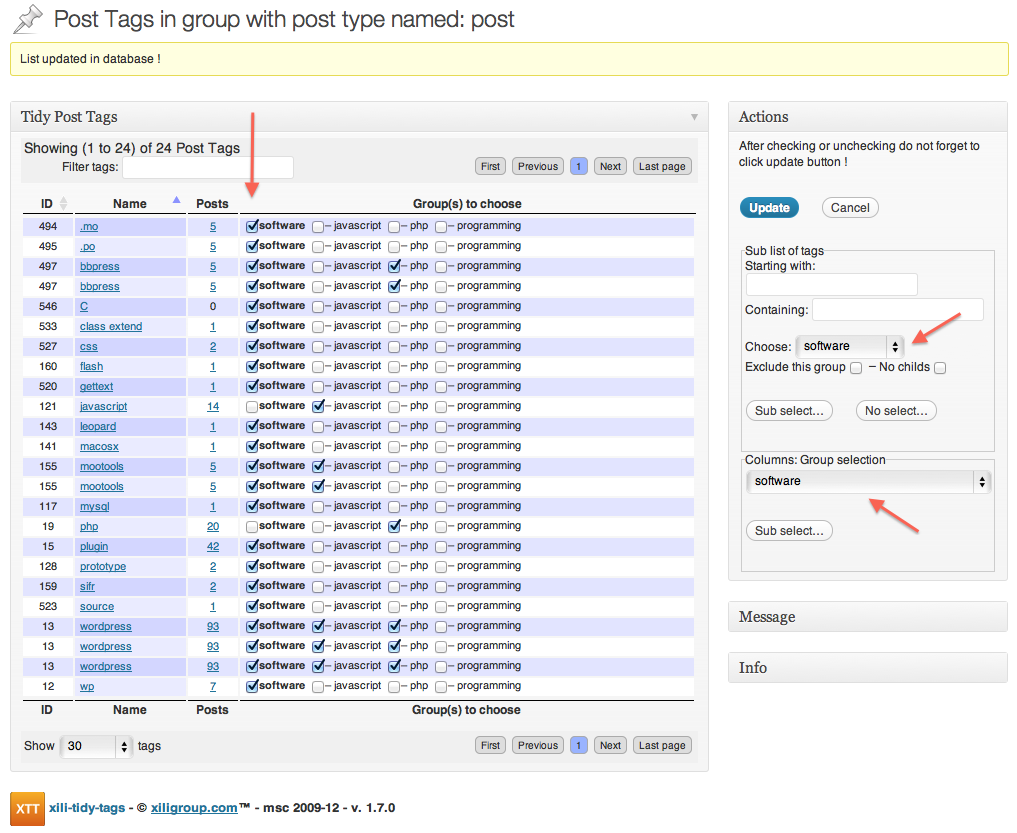 Post Tags in group with post type named: post
List updated in database !
Tidy Post Tags
Showing (1 to 24) of 24 Post Tags
Filter tags:
First Previous 1 Next Last page
ID Name Posts Group(s) to choose
494 .mo 5 software – javascript – php – programming
495 .po 5 software – javascript – php – programming
497 bbpress 5 software – javascript – php – programming
497 bbpress 5 software – javascript – php – programming
546 C 0 software – javascript – php – programming
533 class extend 1 software – javascript – php – programming
527 css 2 software – javascript – php – programming
160 flash 1 software – javascript – php – programming
520 gettext 1 software – javascript – php – programming
121 javascript 14 software – javascript – php – programming
143 leopard 1 software – javascript – php – programming
141 macosx 1 software – javascript – php – programming
155 mootools 5 software – javascript – php – programming
155 mootools 5 software – javascript – php – programming
117 mysql 1 software – javascript – php – programming
19 php 20 software – javascript – php – programming
15 plugin 42 software – javascript – php – programming
128 prototype 2 software – javascript – php – programming
159 sifr 2 software – javascript – php – programming
523 source 1 software – javascript – php – programming
13 wordpress 93 software – javascript – php – programming
13 wordpress 93 software – javascript – php – programming
13 wordpress 93 software – javascript – php – programming
12 wp 7 software – javascript – php – programming
ID Name Posts Group(s) to choose
Show 30 tags
First Previous 1 Next Last page
Actions
After checking or unchecking do not forget to
click update button !
Update Cancel
Sub list of tags
Starting with:
Containing:
Choose: software
Exclude this group – No childs
Sub select... No select...
Columns: Group selection
software
Sub select...
Message
Info
XTT xili-tidy-tags - © xiligroup.com™ - msc 2009-12 - v. 1.7.0